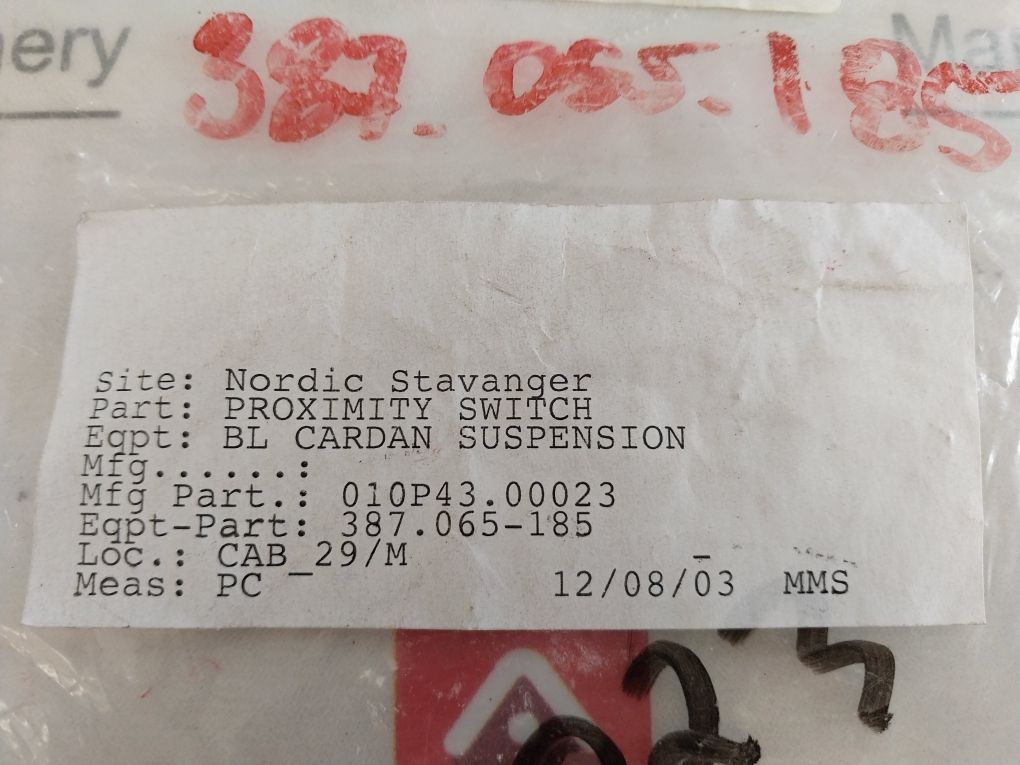 387.065.185
Site: Nordic Stavanger
Part: PROXIMITY SWITCH
Eqpt: BL CARDAN SUSPENSION
Mfg......:
Mfg Part.: 010P43.00023
Eqpt-Part: 387.065-185
Loc.: CAB_29/M
Meas: PC 12/08/03 MMS